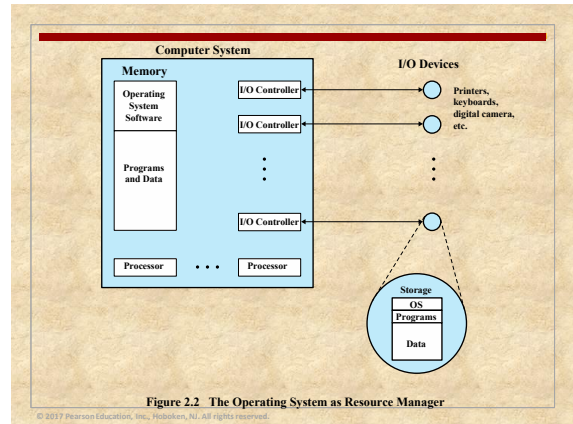 Computer System
Memory
Operating
System
Software
Programs
and Data
I/O Controller
I/O Controller
I/O Controller
Processor
• • •
Processor
I/O Devices
Printers,
keyboards,
digital camera,
etc.
Storage
OS
Programs
Data
Figure 2.2 The Operating System as Resource Manager
© 2017 Pearson Education, Inc., Hoboken, NJ. All rights reserved.